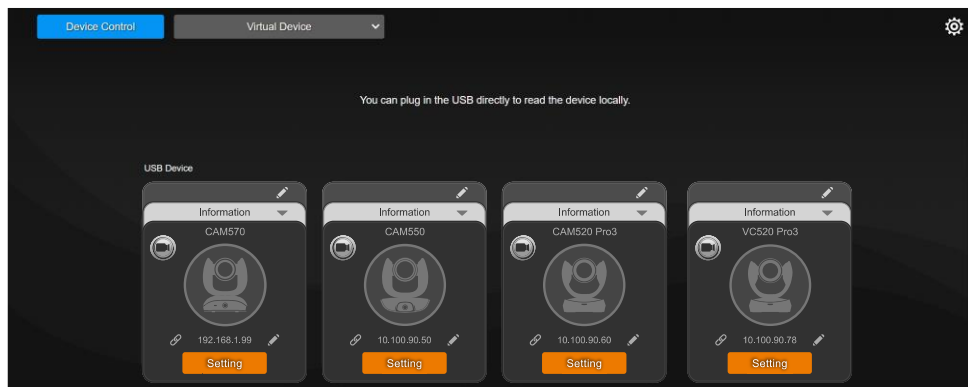 Device Control Virtual Device
You can plug in the USB directly to read the device locally.
USB Device
Information Information Information Information
CAM570 CAM550 CAM520 Pro3 VC520 Pro3
192.168.1.99 10.100.90.50 10.100.90.60 10.100.90.78
Setting Setting Setting Setting